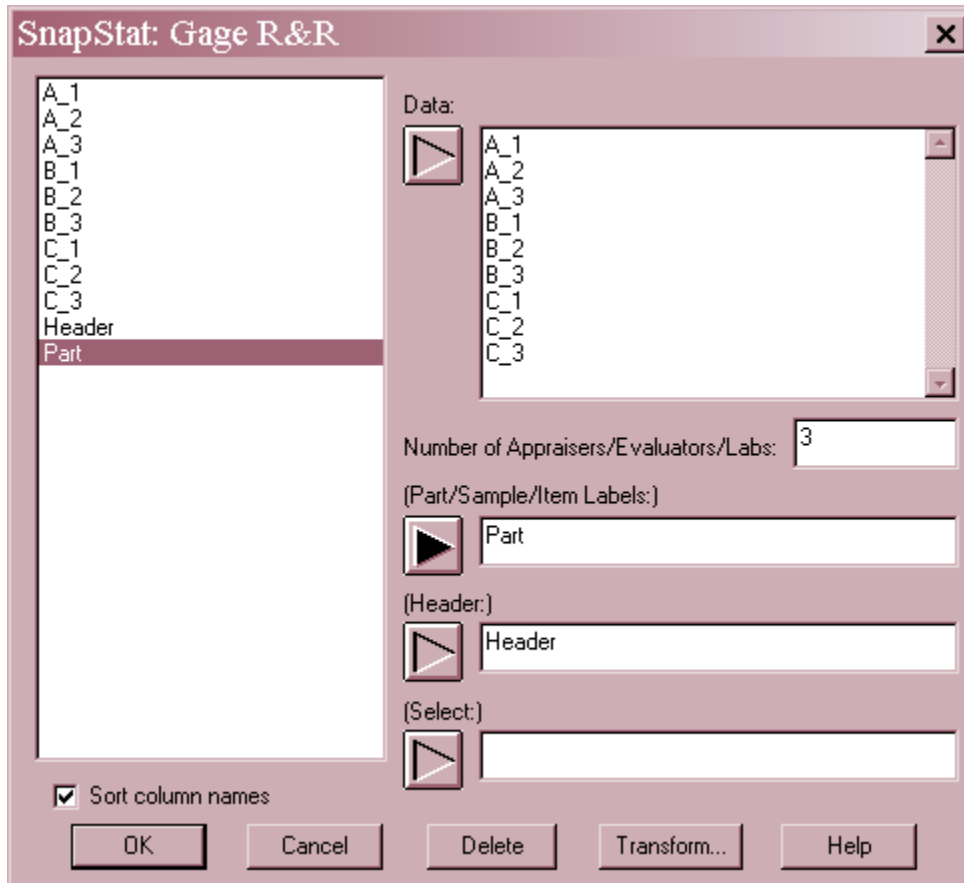 SnapStat: Gage R&R
A_1
A_2
A_3
B_1
B_2
B_3
C_1
C_2
C_3
Header
Part
Sort column names
Data:
A_1
A_2
A_3
B_1
B_2
B_3
C_1
C_2
C_3
Number of Appraisers/Evaluators/Labs:
3
(Part/Sample/Item Labels:)
Part
(Header:)
Header
(Select:)
OK
Cancel
Delete
Transform...
Help